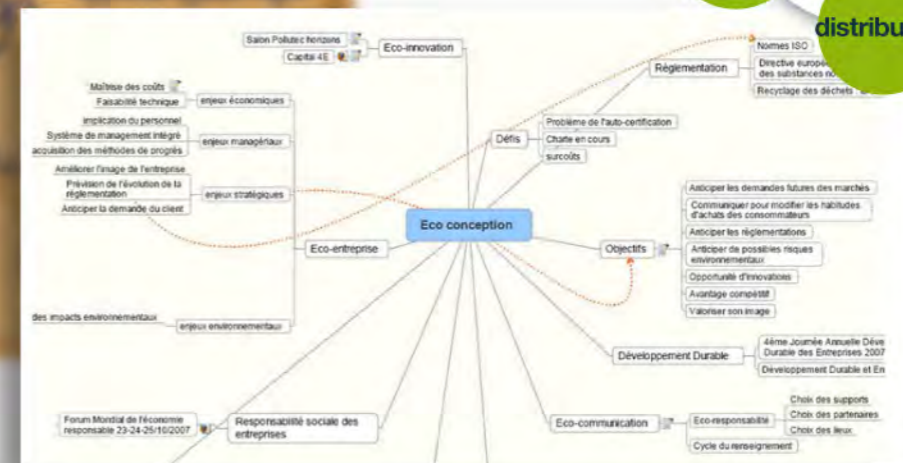 distribu
Salon Pollutec horizons
Capital 4E
Eco-innovation
Maîtrise des coûts
Faisabilité technique
enjeux économiques
implication du personnel
Système de management intégré
acquisition des méthodes de progrès
enjeux managériaux
Améliorer l'image de l'entreprise
Prévision de l'évolution de la
réglementation
Anticiper la demande du client
enjeux stratégiques
Eco-entreprise
des impacts environnementaux
enjeux environnementaux
Forum Mondial de l'économie
responsable 23-24-25/10/2007
Responsabilité sociale des
entreprises
Eco conception
Réglementation
Normes ISO
Directive europé
des substances no
Recyclage des déchets :
Défis
Problème de l'auto-certification
Charte en cours
surcoûts
Objectifs
Anticiper les demandes futures des marchés
Communiquer pour modifier les habitudes
d'achats des consommateurs
Anticiper les réglementations
Anticiper de possibles risques
environnementaux
Opportunité d'innovations
Avantage compétitif
Valoriser son image
Développement Durable
4ème Journée Annuelle Déve
Durable des Entreprises 2007
Développement Durable et En
Eco-communication
Eco-responsabilité
Choix des supports
Choix des partenaires
Choix des lieux
Cycle du renseignement